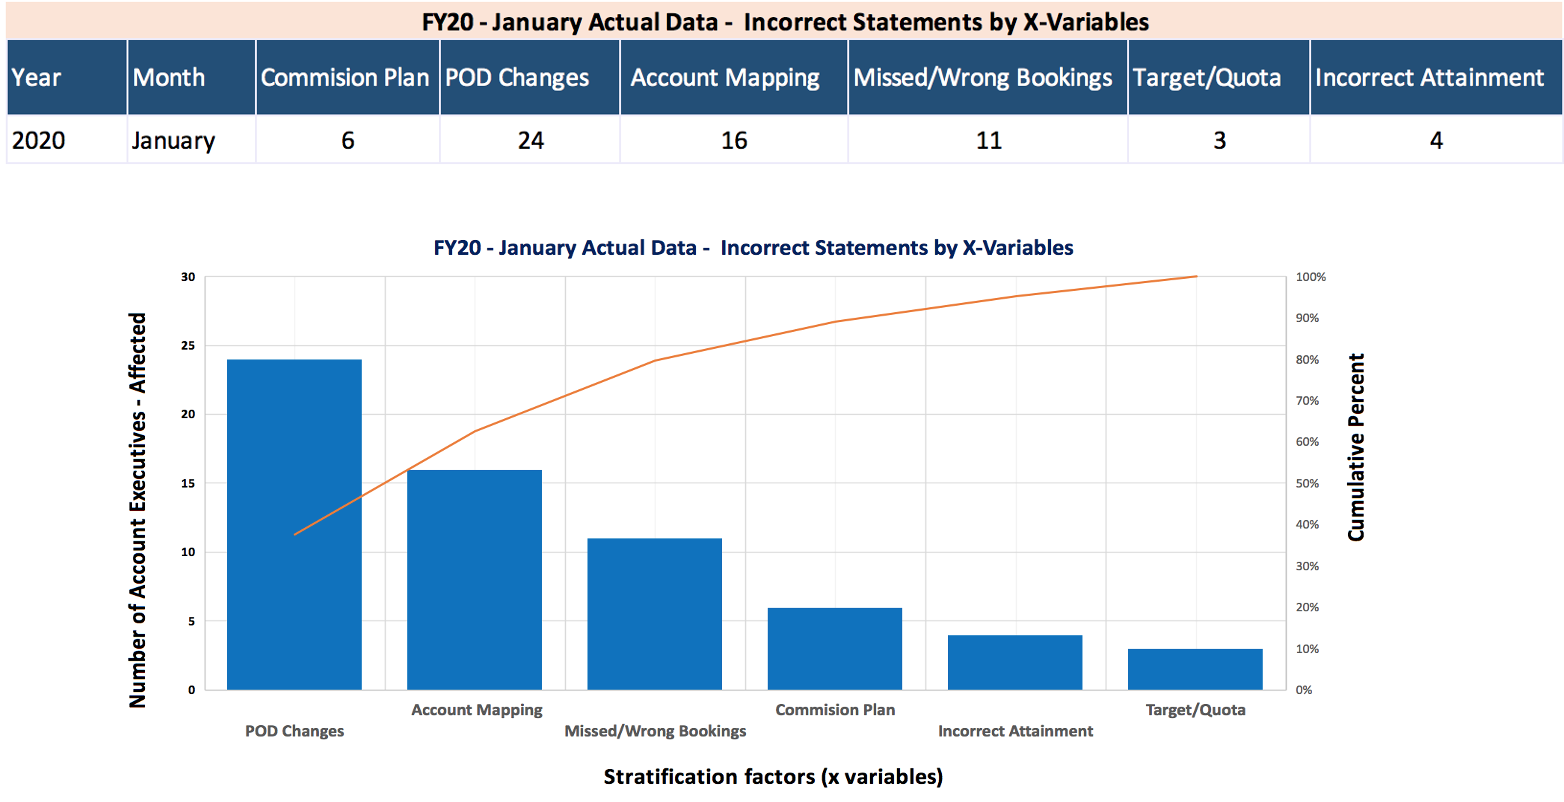 FY20 - January Actual Data -  Incorrect Statements by X-Variables
Year Month Commision Plan POD Changes Account Mapping Missed/Wrong Bookings Target/Quota Incorrect Attainment
2020 January 6 24 16 11 3 4
FY20 - January Actual Data -  Incorrect Statements by X-Variables
Number of Account Executives - Affected
30
25
20
15
10
5
0
100%
90%
80%
70%
60%
50%
40%
30%
20%
10%
0%
Cumulative Percent
POD Changes
Account Mapping
Missed/Wrong Bookings
Commision Plan
Incorrect Attainment
Target/Quota
Stratification factors (x variables)